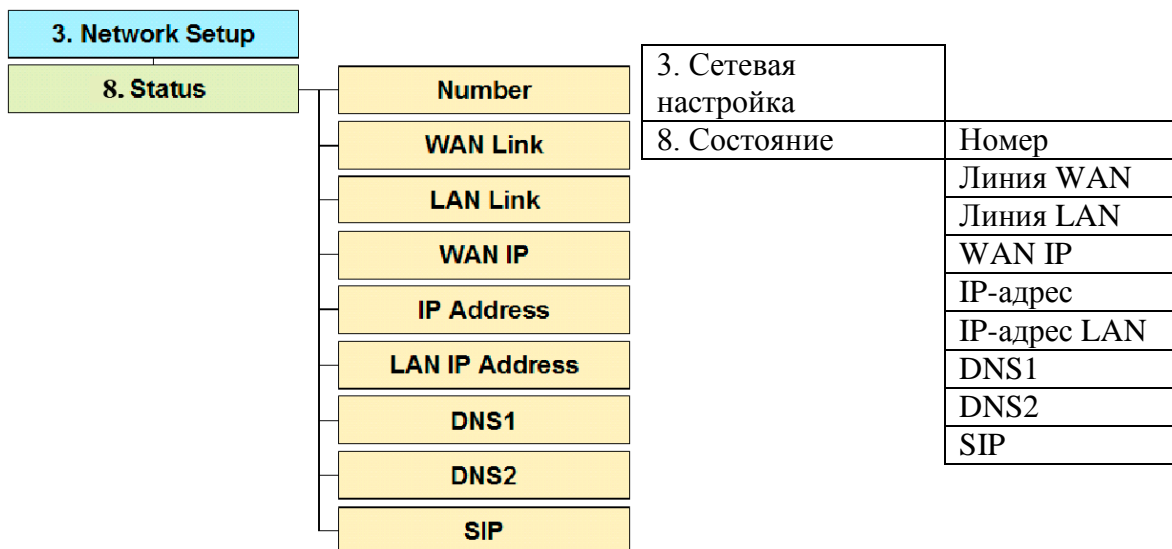 3. Network Setup
8. Status
Number
WAN Link
LAN Link
WAN IP
IP Address
LAN IP Address
DNS1
DNS2
SIP
3. Сетевая
настройка
8. Состояние
Номер
Линия WAN
Линия LAN
WAN IP
IP-адрес
IP-адрес LAN
DNS1
DNS2
SIP